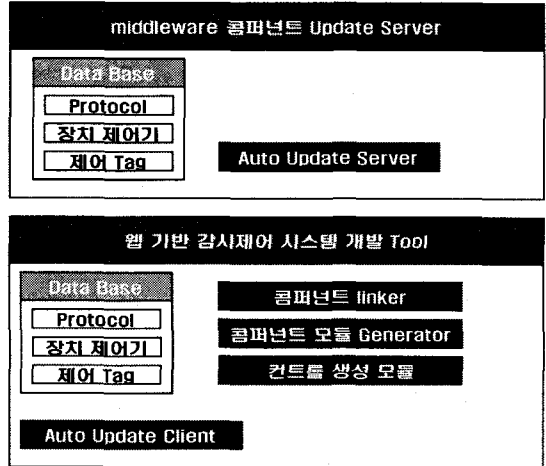 middleware 콤퍼넌트 Update Server
Data Base
Protocol
장치 제어기
제어 Tag
Auto Update Server
웹 기반 감시제어 시스템 개발 Tool
Data Base
Protocol
장치 제어기
제어 Tag
콤퍼넌트 linker
콤퍼넌트 모듈 Generator
컨트롤 생성 모듈
Auto Update Client